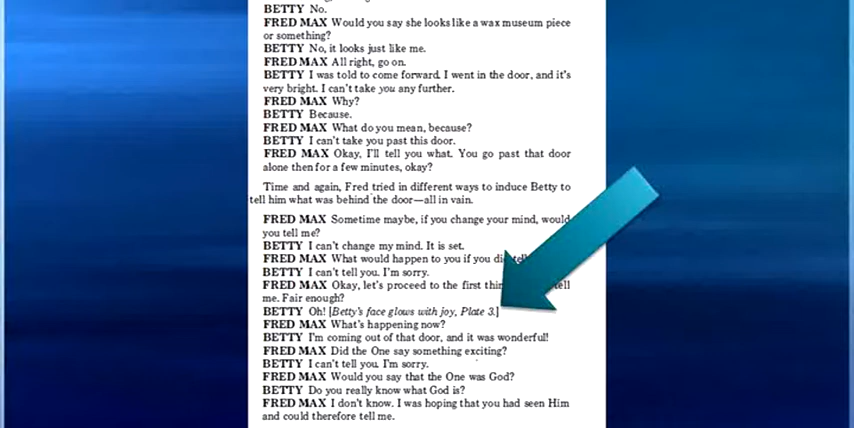 BETTY No.
FRED MAX Would you say she looks like a wax museum piece
or something?
BETTY No, it looks just like me.
FRED MAX All right, go on.
BETTY I was told to come forward. I went in the door, and it's
very bright. I can't take you any further.
FRED MAX Why?
BETTY Because.
FRED MAX What do you mean, because?
BETTY I can't take you past this door.
FRED MAX Okay, I'll tell you what. You go past that door
alone then for a few minutes, okay?
Time and again, Fred tried in different ways to induce Betty to
tell him what was behind the door—all in vain.
FRED MAX Sometime maybe, if you change your mind, would
you tell me?
BETTY I can't change my mind. It is set.
FRED MAX What would happen to you if you
BETTY I can't tell you. I'm sorry.
FRED MAX Okay, let's proceed to the first tell
me. Fair enough?
BETTY Oh! [Betty's face glows with joy, Plate 3.]
FRED MAX What's happening now?
BETTY I'm coming out of that door, and it was wonderful!
FRED MAX Did the One say something exciting?
BETTY I can't tell you. I'm sorry.
FRED MAX Would you say that the One was God?
BETTY Do you really know what God is?
FRED MAX I don't know. I was hoping that you had seen Him
and could therefore tell me.